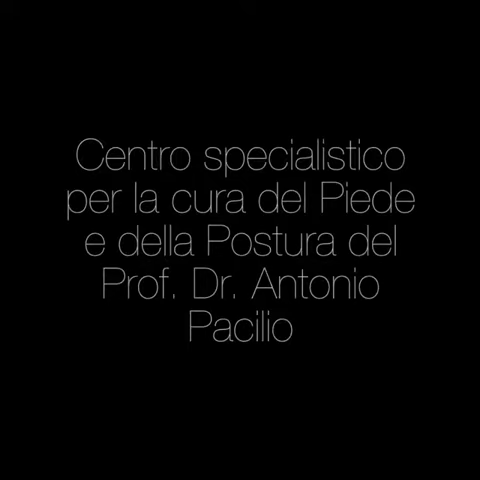 Centro specialistico
per la cura del Piede
e della Postura del
Prof. Dr. Antonio
Pacilio